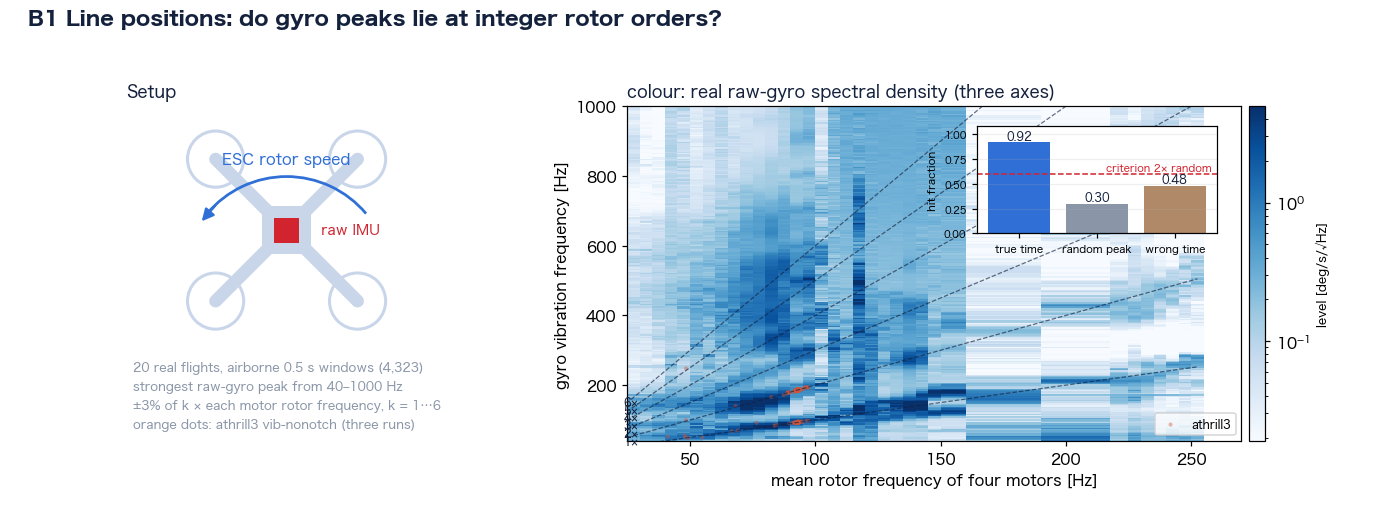 B1 Line positions: do gyro peaks lie at integer rotor orders?
Setup
ESC rotor speed
raw IMU
20 real flights, airborne 0.5 s windows (4,323)
strongest raw-gyro peak from 40–1000 Hz
±3% of k × each motor rotor frequency, k = 1⋯6
orange dots: athrill3 vib-nonotch (three runs)
colour: real raw-gyro spectral density (three axes)
gyro vibration frequency [Hz]
1000
800
600
400
200
50
100
150
200
250
mean rotor frequency of four motors [Hz]
hit fraction
1.00
0.75
0.50
0.25
0.00
0.92
0.30
0.48
criterion 2× random
true time
random peak
wrong time
athrill3
10⁰
10⁻¹
level [deg/s/√Hz]